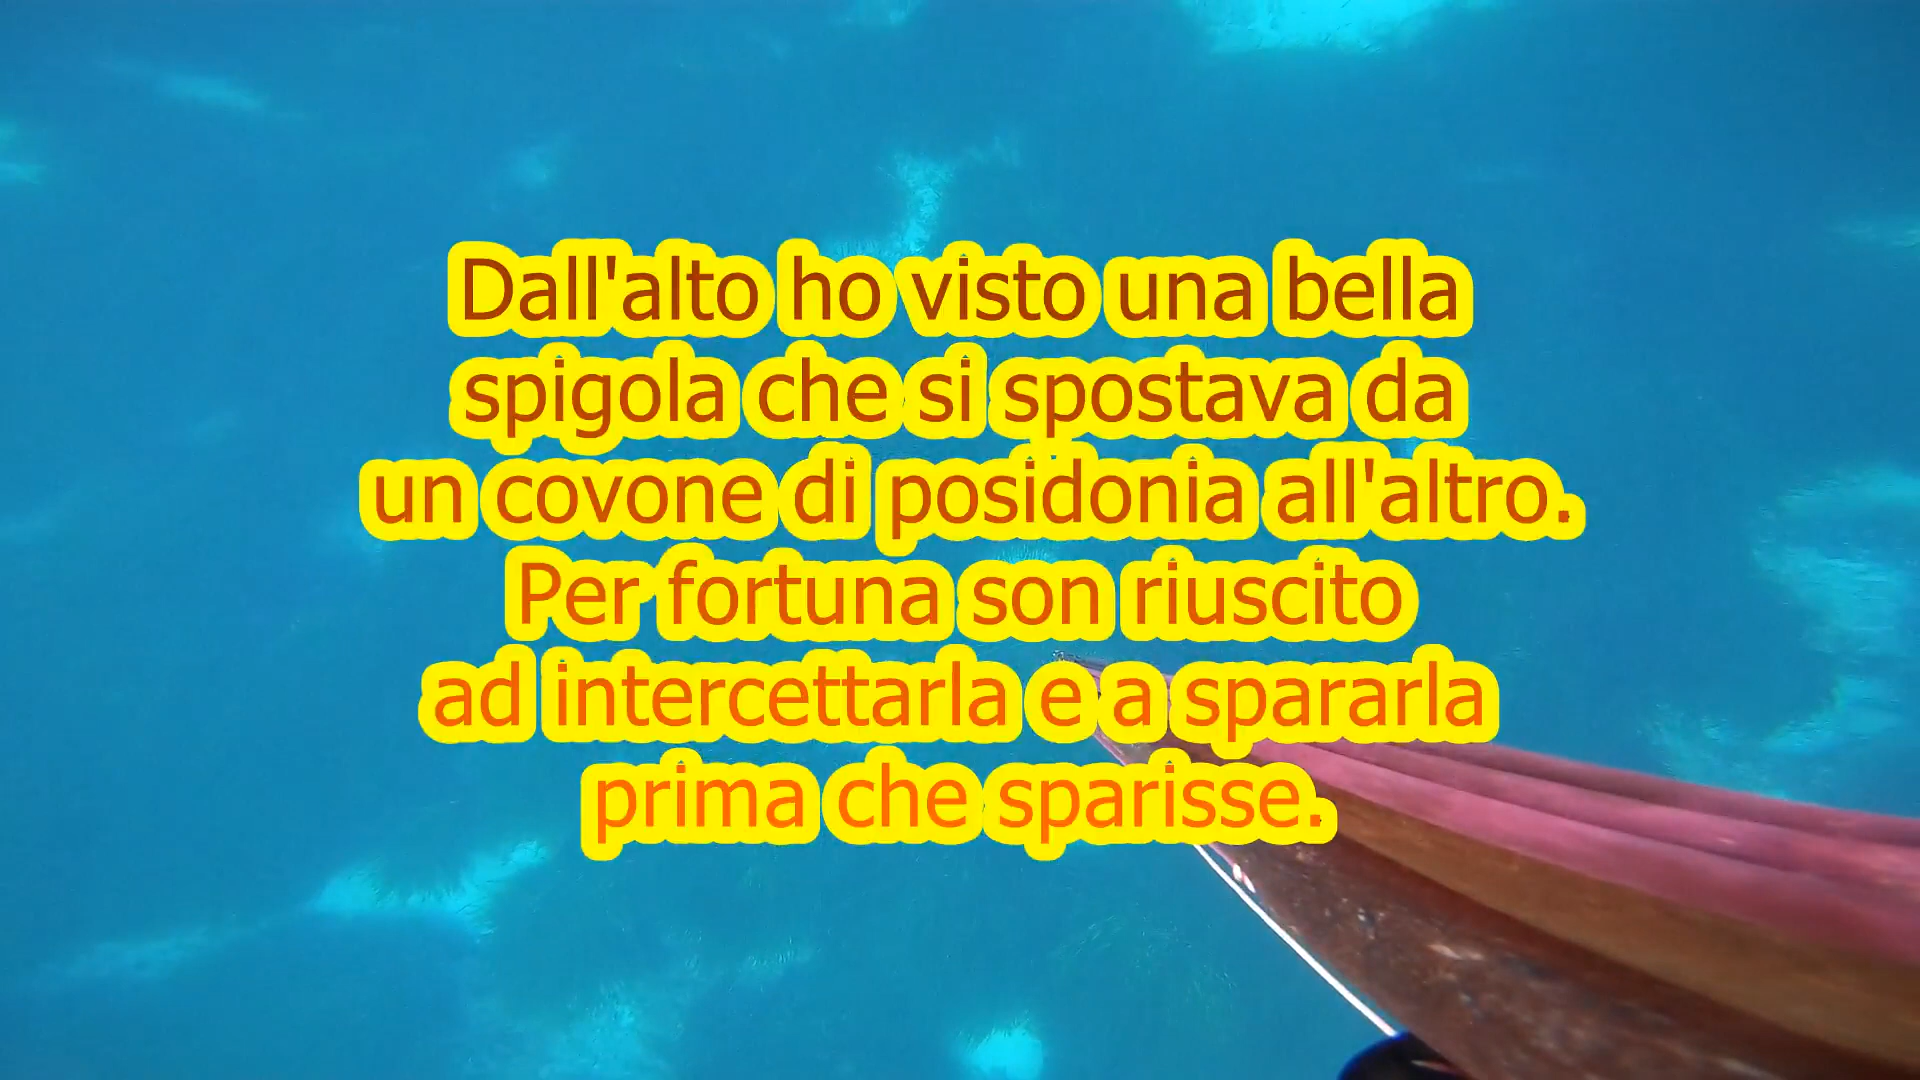 Dall'alto ho visto una bella
spigola che si spostava da
un covone di posidonia all'altro.
Per fortuna son riuscito
ad intercettarla e a spararla
prima che sparisse.